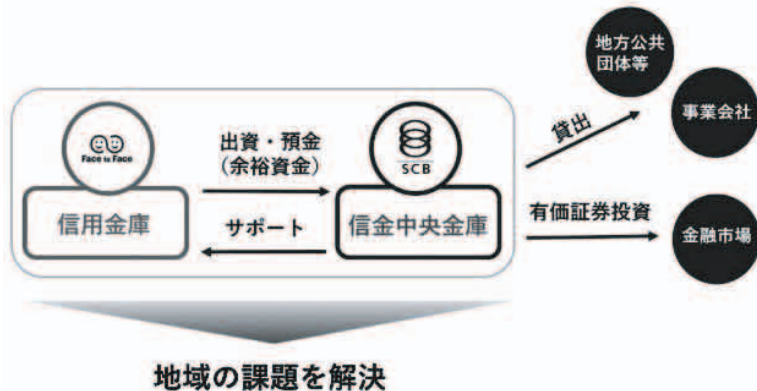 地方公共
団体等
事業会社
Face to Face
出資・預金
(余裕資金)
SCB
貸出
信用金庫
サポート
信金中央金庫
有価証券投資
金融市場
地域の課題を解決